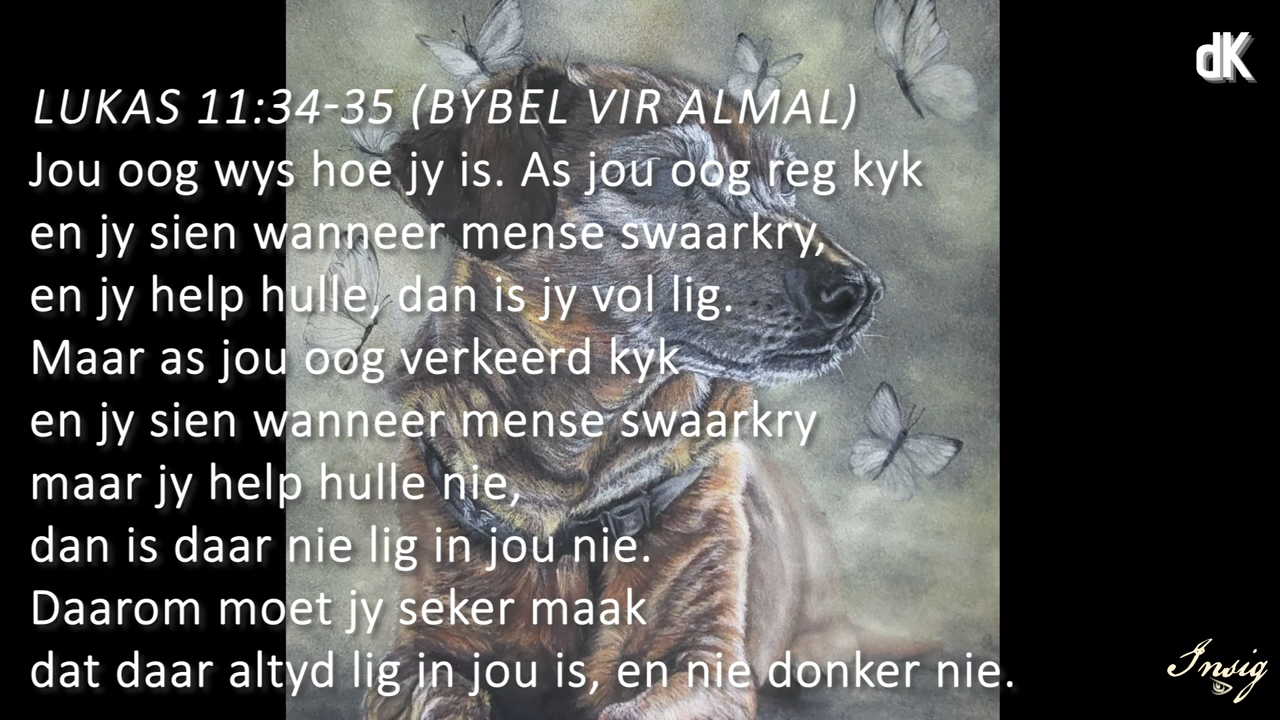 dK
LUKAS 11:34-35 (BYBEL VIR ALMAL)
Jou oog wys hoe jy is. As jou oog reg kyk
en jy sien wanneer mense swaarkry,
en jy help hulle, dan is jy vol lig.
Maar as jou oog verkeerd kyk
en jy sien wanneer mense swaarkry
maar jy help hulle nie,
dan is daar nie lig in jou nie.
Daarom moet jy seker maak
dat daar altyd lig in jou is, en nie donker nie.
Insig